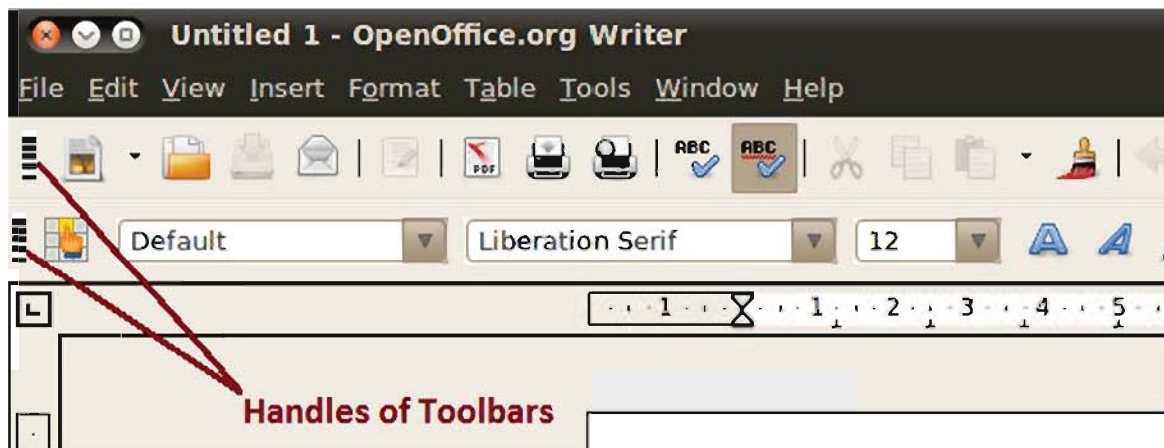 Untitled 1 - OpenOffice.org Writer
File Edit View Insert Format Table Tools Window Help
PDF ABC ABC
Default Liberation Serif 12 A A
1 1 2 3 4 5
Handles of Toolbars